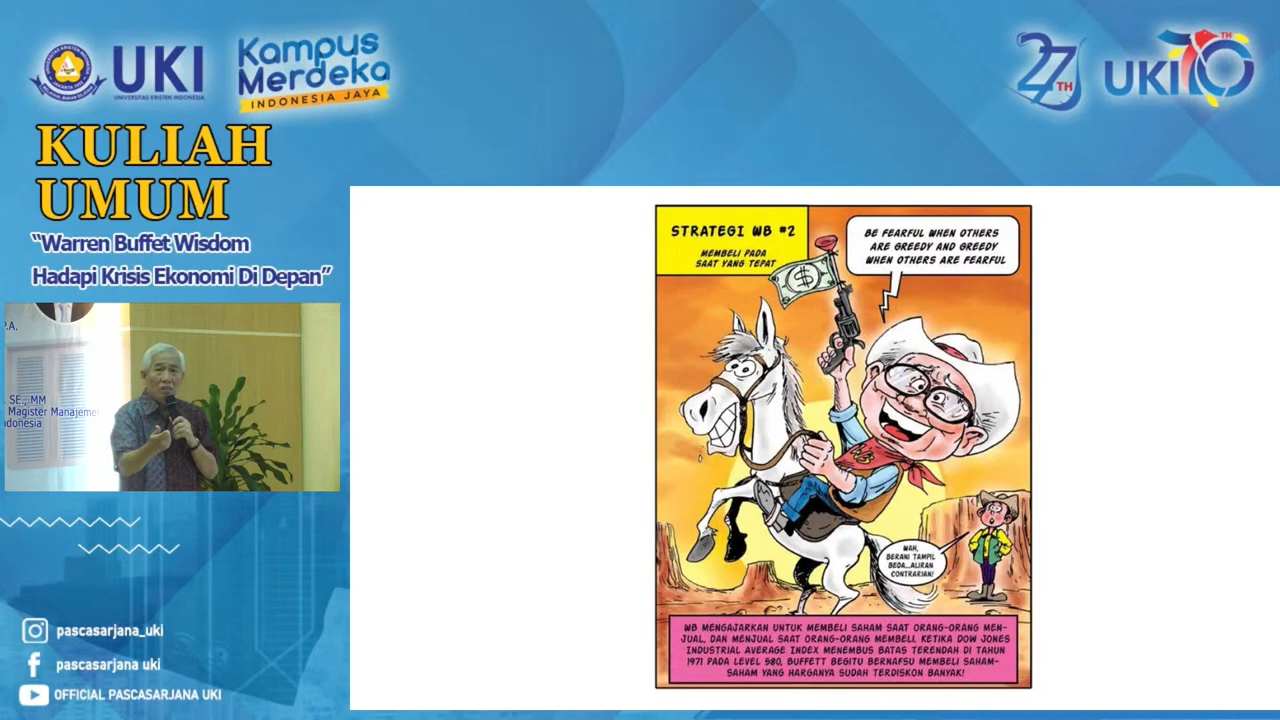 UKI
UNIVERSITAS KRISTEN INDONESIA
Kampus
Merdeka
INDONESIA JAYA
27TH
UKI 70TH
KULIAH
UMUM
“Warren Buffet Wisdom
Hadapi Krisis Ekonomi Di Depan”
P.A.
, SE., MM
Magister Manajeme
donesia
STRATEGI WB #2
MEMBELI PADA
SAAT YANG TEPAT
BE FEARFUL WHEN OTHERS
ARE GREEDY AND GREEDY
WHEN OTHERS ARE FEARFUL
WB
WAH,
BERANI TAMPIL
BEDA...ALIRAN
CONTRARIAN!
WB MENGAJARKAN UNTUK MEMBELI SAHAM SAAT ORANG-ORANG MEN-
JUAL, DAN MENJUAL SAAT ORANG-ORANG MEMBELI. KETIKA DOW JONES
INDUSTRIAL AVERAGE INDEX MENEMBUS BATAS TERENDAH DI TAHUN
1971 PADA LEVEL 580, BUFFETT BEGITU BERNAFSU MEMBELI SAHAM-
SAHAM YANG HARGANYA SUDAH TERDISKON BANYAK!
pascasarjana_uki
pascasarjana uki
OFFICIAL PASCASARJANA UKI